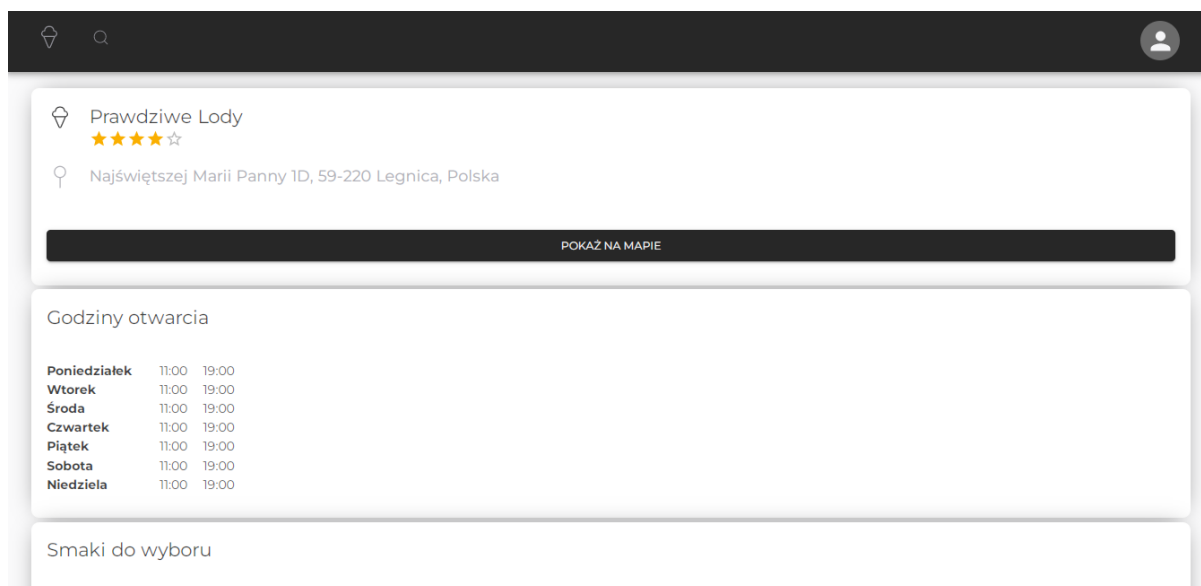 Prawdziwe Lody
Najświętszej Marii Panny 1D, 59-220 Legnica, Polska
POKAŻ NA MAPIE
Godziny otwarcia
Poniedziałek 11:00 19:00
Wtorek 11:00 19:00
Środa 11:00 19:00
Czwartek 11:00 19:00
Piątek 11:00 19:00
Sobota 11:00 19:00
Niedziela 11:00 19:00
Smaki do wyboru